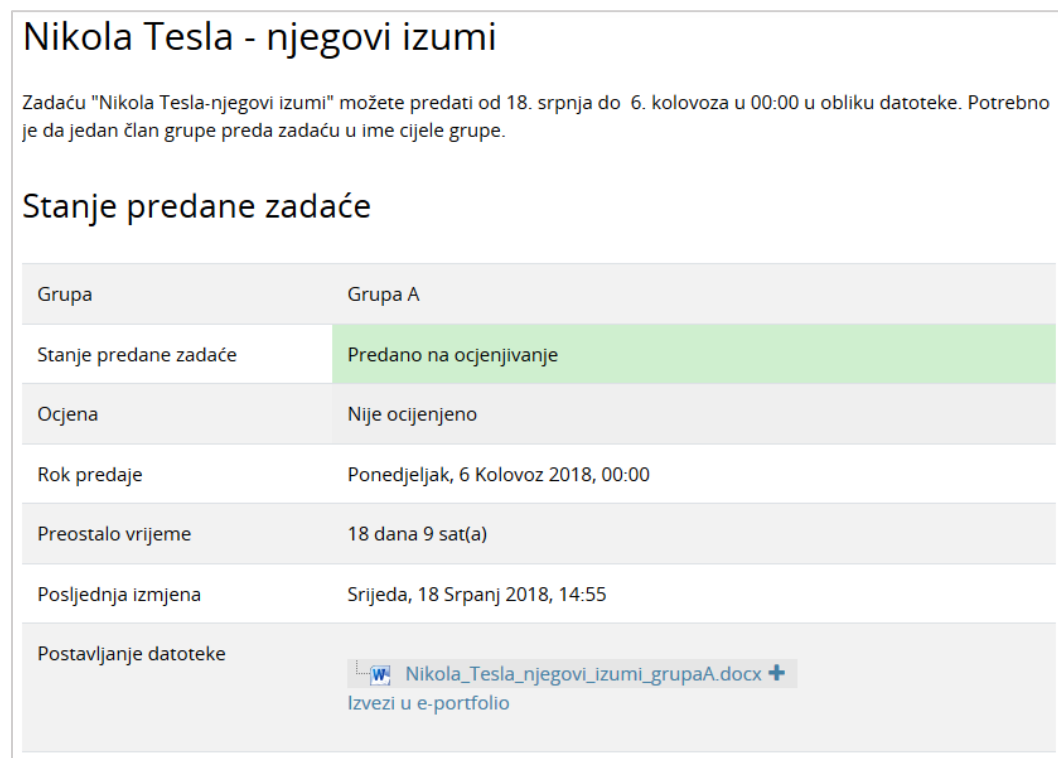 Nikola Tesla - njegovi izumi
Zadaću "Nikola Tesla-njegovi izumi" možete predati od 18. srpnja do  6. kolovoza u 00:00 u obliku datoteke. Potrebno
je da jedan član grupe preda zadaću u ime cijele grupe.
Stanje predane zadaće
Grupa Grupa A
Stanje predane zadaće Predano na ocjenjivanje
Ocjena Nije ocijenjeno
Rok predaje Ponedjeljak, 6 Kolovoz 2018, 00:00
Preostalo vrijeme 18 dana 9 sat(a)
Posljednja izmjena Srijeda, 18 Srpanj 2018, 14:55
Postavljanje datoteke
Nikola_Tesla_njegovi_izumi_grupaA.docx
Izvezi u e-portfolio